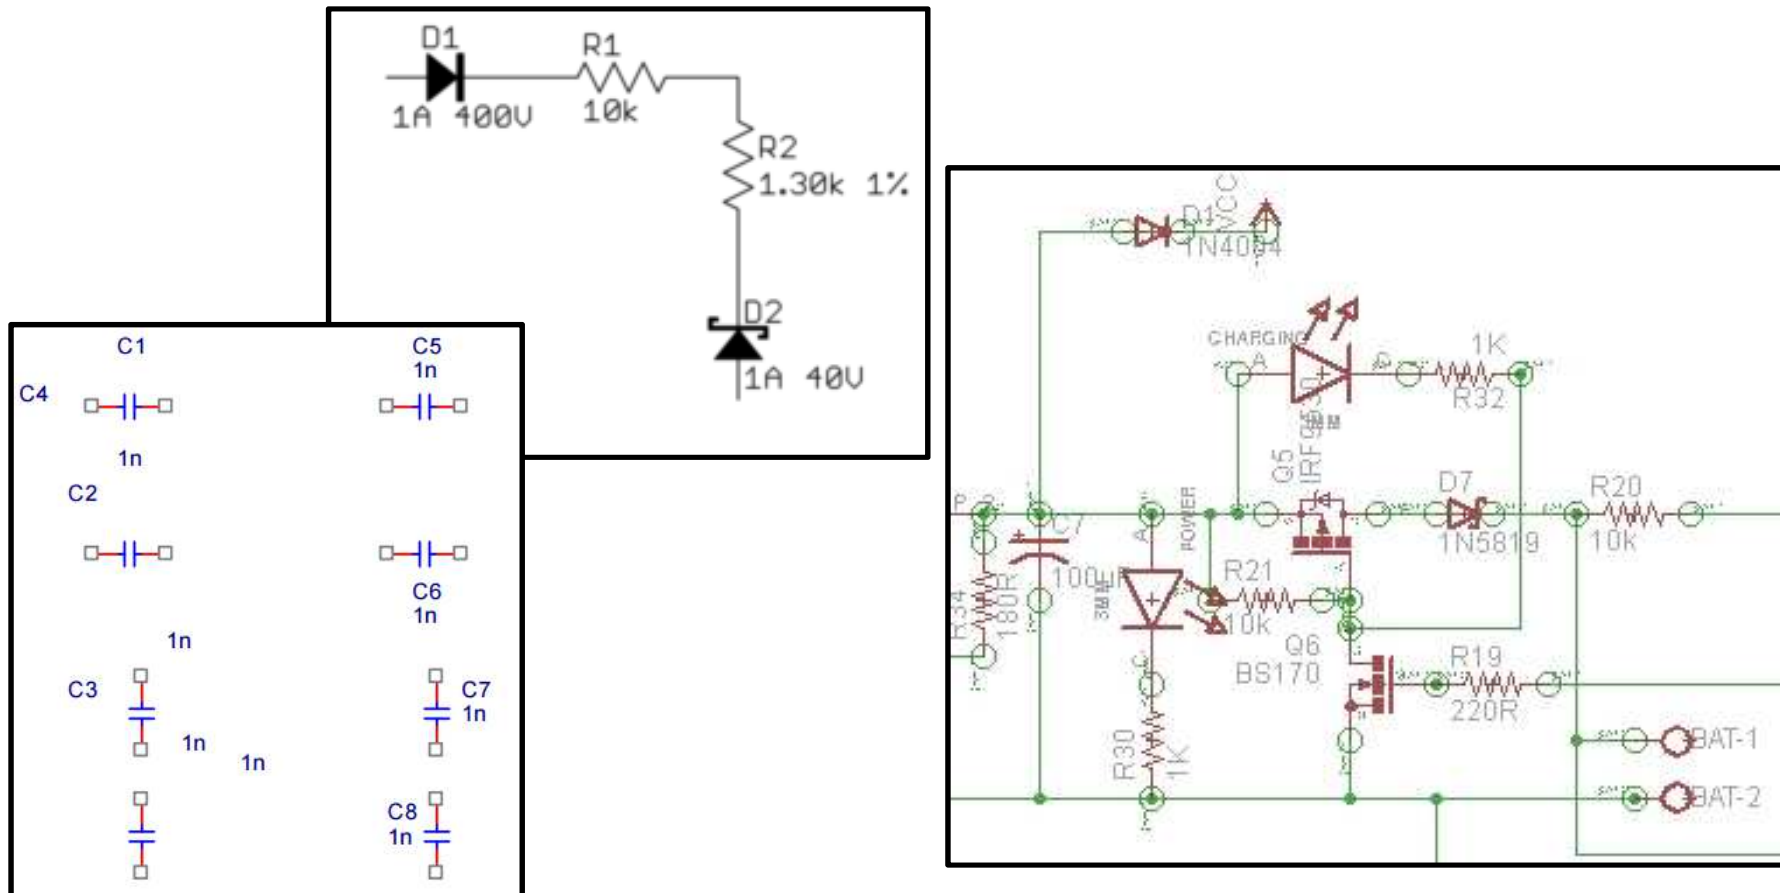 D1
R1
1A 400V
10k
R2
1.30k 1%
D2
1A 40V
C1
C5
1n
C4
1n
C2
C6
1n
1n
C3
C7
1n
1n
1n
C8
1n
VCC
D1
1N4004
CHARGING
A
C
1K
R32
3MM
Q5
D7
1N5819
R20
10k
P
C7
100uF
A
POWER
3MM
R21
10k
R34
180R
Q6
BS170
R19
220R
C
R30
1K
BAT-1
BAT-2